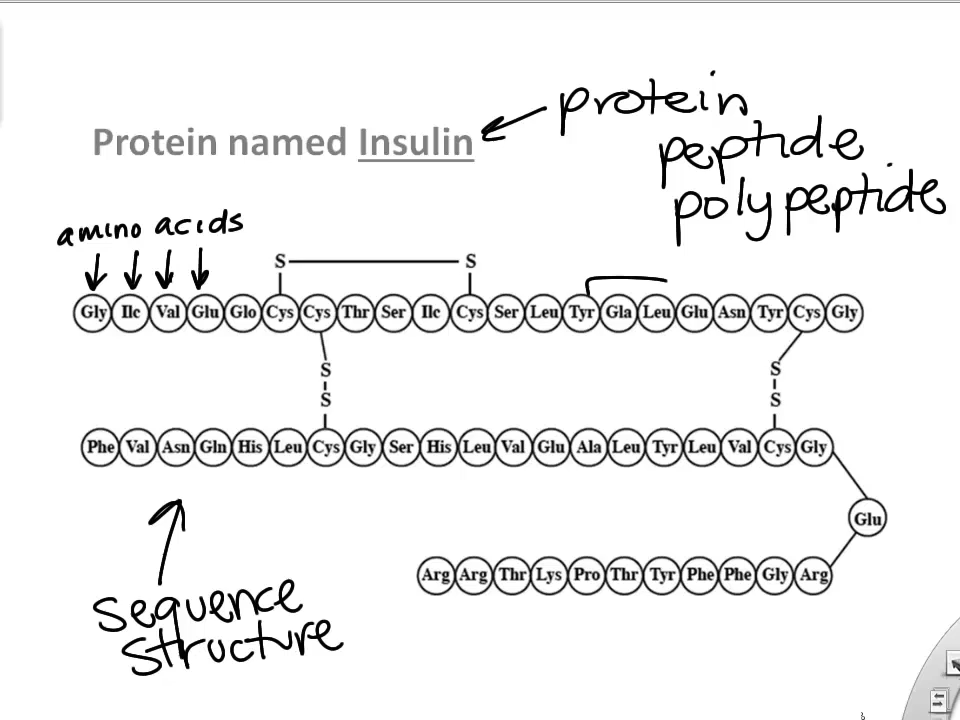 protein
Protein named Insulin
peptide
polypeptide
amino acids
S S
Gly Ilc Val Glu Glo Cys Cys Thr Ser Ilc Cys Ser Leu Tyr Gla Leu Glu Asn Tyr Cys Gly
S S
S S
Phe Val Asn Gln His Leu Cys Gly Ser His Leu Val Glu Ala Leu Tyr Leu Val Cys Gly
Glu
Arg Arg Thr Lys Pro Thr Tyr Phe Phe Gly Arg
sequence
structure